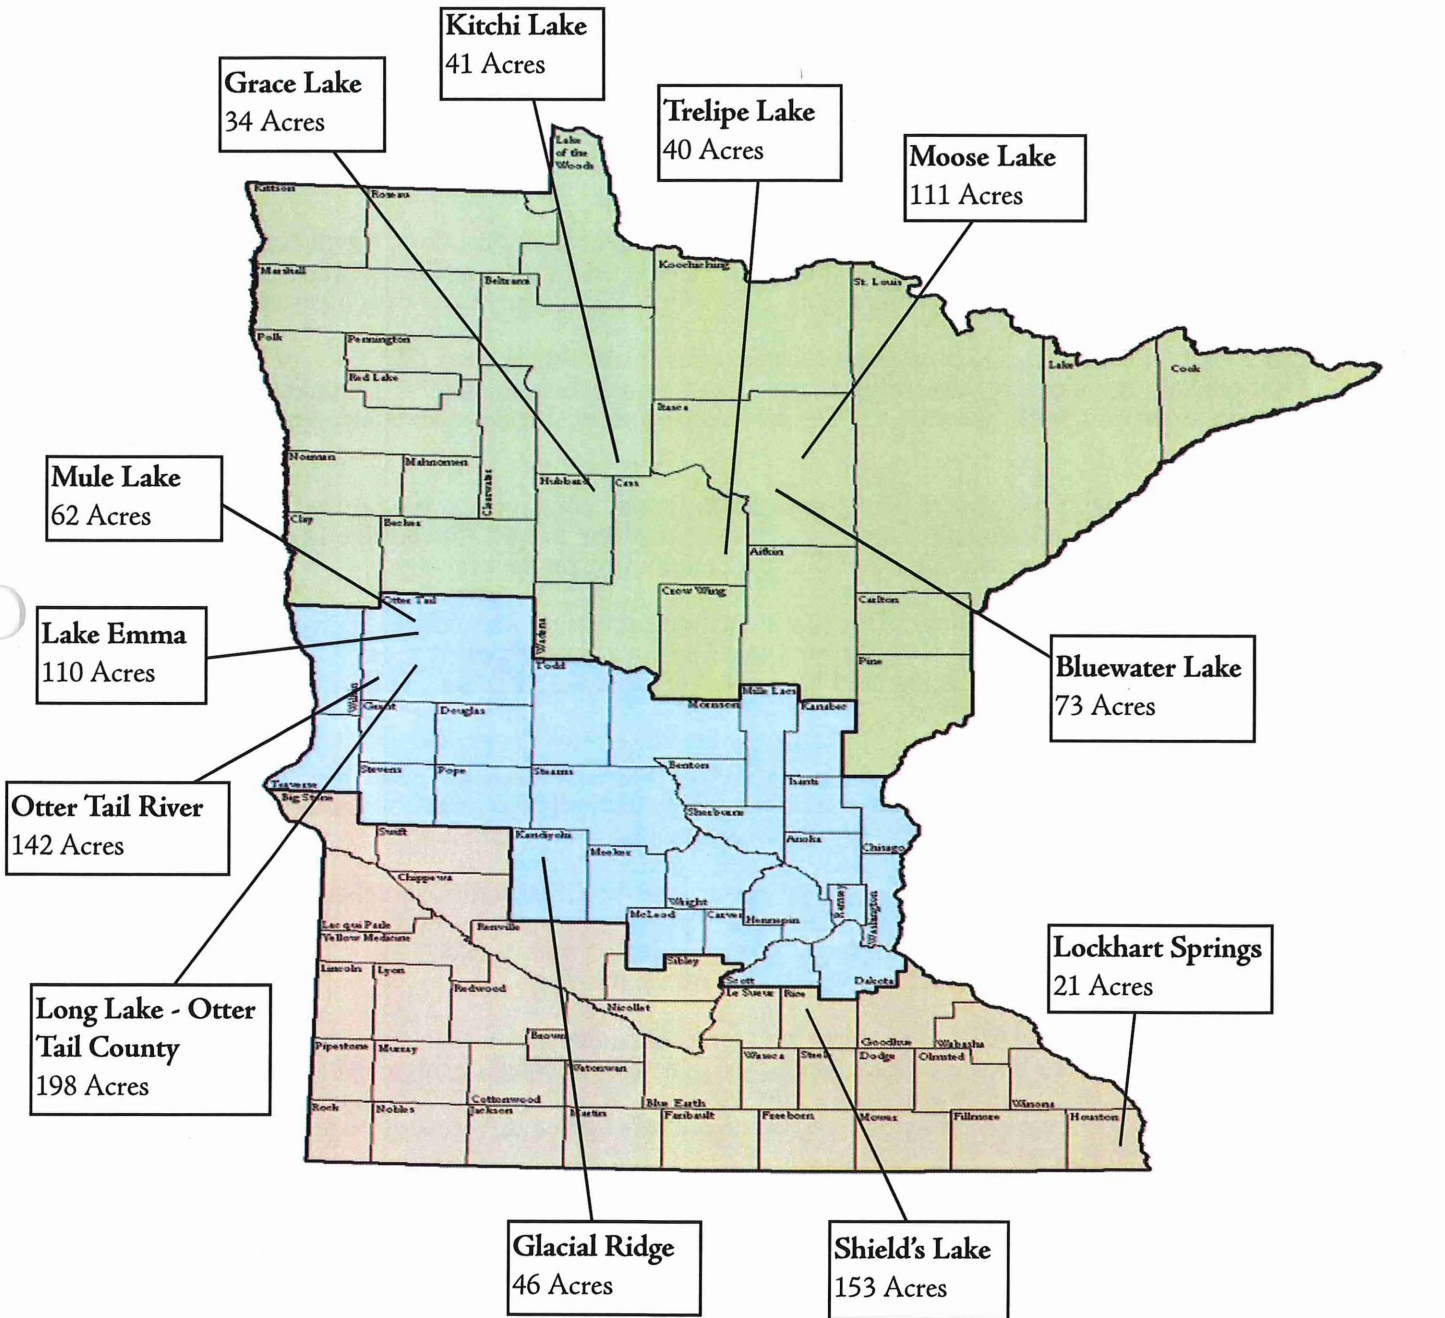 Kitchi Lake
41 Acres
Grace Lake
34 Acres
Trelipe Lake
40 Acres
Moose Lake
111 Acres
Lake
of the
Woods
Kittson
Roseau
Koochiching
Marshall
Beltrami
St. Louis
Polk
Pennington
Red Lake
Lake
Cook
Itasca
Norman
Mahnomen
Clearwater
Hubbard
Cass
Mule Lake
62 Acres
Clay
Becker
Aitkin
Otter Tail
Wadena
Crow Wing
Carlton
Lake Emma
110 Acres
Bluewater Lake
73 Acres
Todd
Pine
Wilkin
Grant
Douglas
Morrison
Mille Lacs
Kanabec
Otter Tail River
142 Acres
Traverse
Stevens
Pope
Stearns
Benton
Isanti
Big Stone
Sherburne
Swift
Kandiyohi
Meeker
Anoka
Chisago
Chippewa
Wright
Hennepin
Ramsey
Washington
McLeod
Carver
Lac qui Parle
Yellow Medicine
Renville
Sibley
Scott
Dakota
Lockhart Springs
21 Acres
Lincoln
Lyon
Redwood
Nicollet
Le Sueur
Rice
Long Lake - Otter
Tail County
198 Acres
Brown
Goodhue
Wabasha
Pipestone
Murray
Cottonwood
Watonwan
Blue Earth
Waseca
Steele
Dodge
Olmsted
Winona
Rock
Nobles
Jackson
Martin
Faribault
Freeborn
Mower
Fillmore
Houston
Glacial Ridge
46 Acres
Shield's Lake
153 Acres